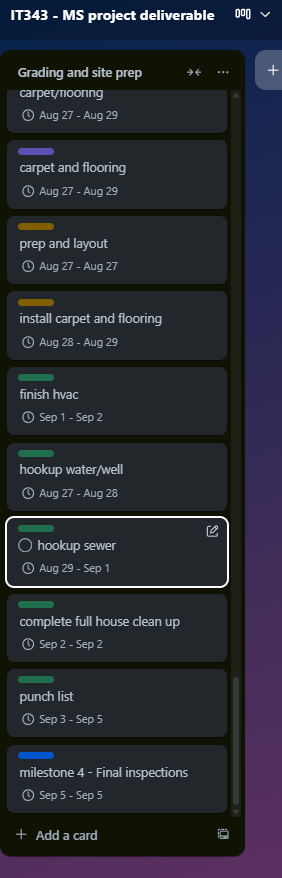 IT343 - MS project deliverable
Grading and site prep
carpet/flooring
Aug 27 - Aug 29
carpet and flooring
Aug 27 - Aug 29
prep and layout
Aug 27 - Aug 27
install carpet and flooring
Aug 28 - Aug 29
finish hvac
Sep 1 - Sep 2
hookup water/well
Aug 27 - Aug 28
hookup sewer
Aug 29 - Sep 1
complete full house clean up
Sep 2 - Sep 2
punch list
Sep 3 - Sep 5
milestone 4 - Final inspections
Sep 5 - Sep 5
Add a card